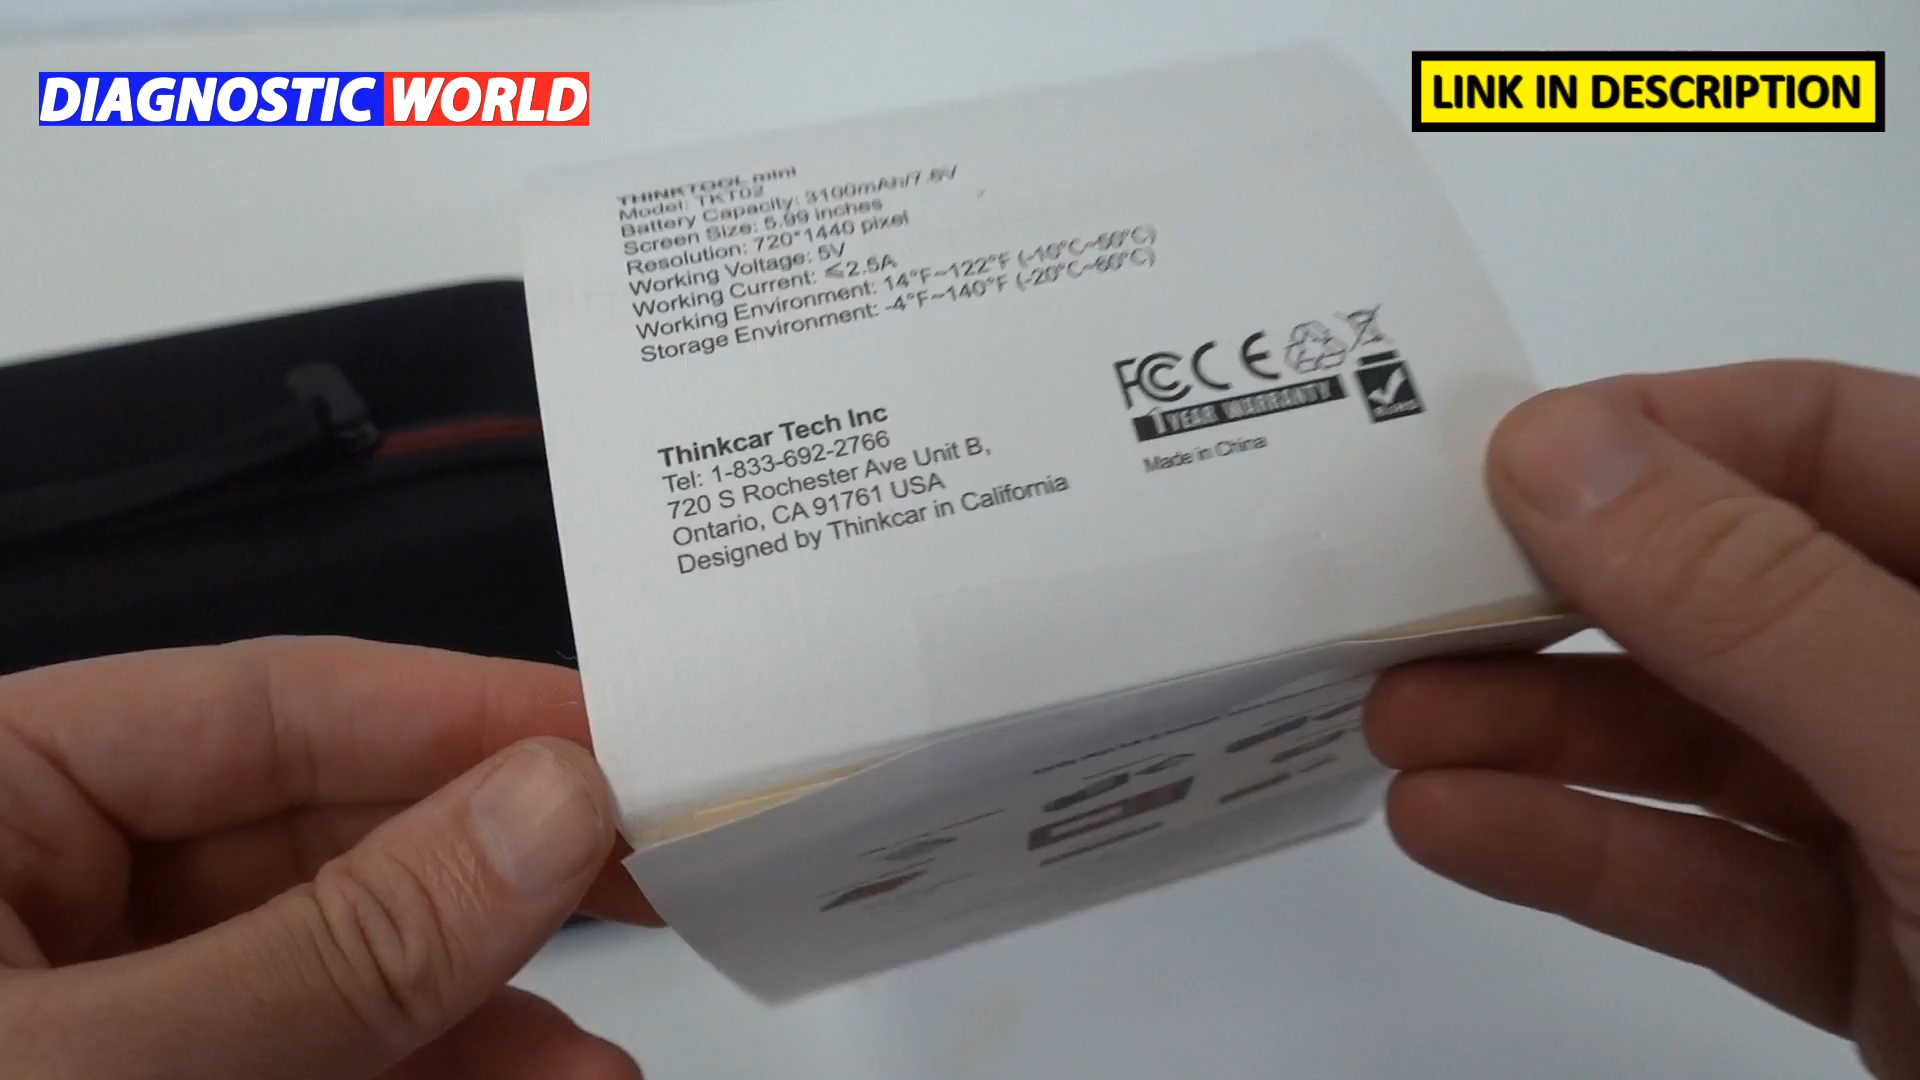 DIAGNOSTIC WORLD
LINK IN DESCRIPTION
THINKTOOL mini
Model: TKT02
Battery Capacity: 3100mAh/7.6V
Screen Size: 5.99 inches
Resolution: 720*1440 pixel
Working Voltage: 5V
Working Current: ≤2.5A
Working Environment: 14°F~122°F (-10°C~50°C)
Storage Environment: -4°F~140°F (-20°C~60°C)
FCC CE
1 YEAR WARRANTY
RoHS
Made in China
Thinkcar Tech Inc
Tel: 1-833-692-2766
720 S Rochester Ave Unit B,
Ontario, CA 91761 USA
Designed by Thinkcar in California